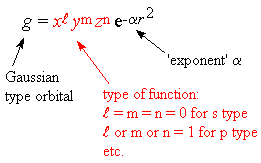 g = xℓ ym zn e-αr2
'exponent' α
Gaussian
type orbital
type of function:
ℓ = m = n = 0 for s type
ℓ or m or n = 1 for p type
etc.